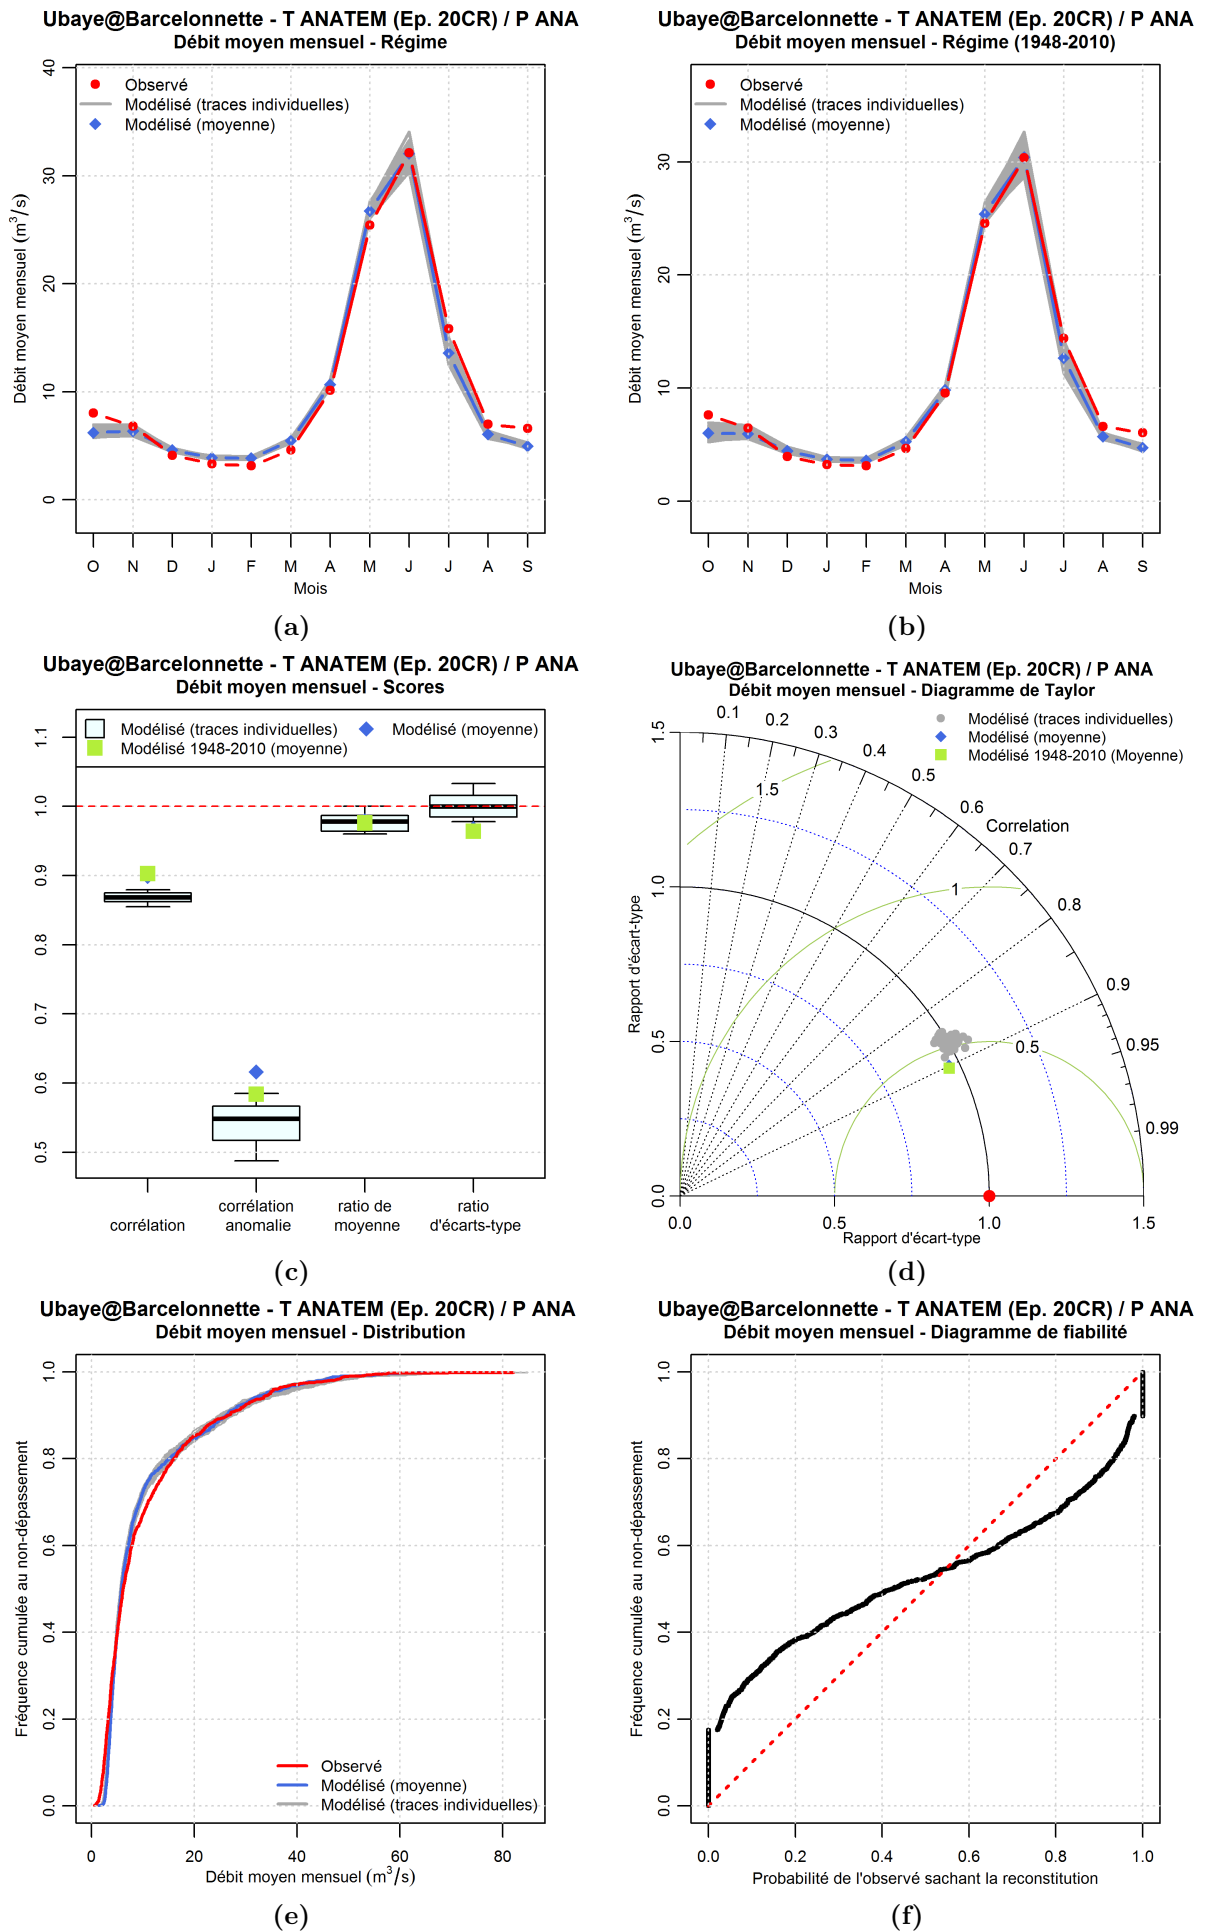 Ubaye@Barcelonnette - T ANATEM (Ep. 20CR) / P ANA
Débit moyen mensuel - Régime
Débit moyen mensuel (m³/s)
40
30
20
10
0
Observé
Modélisé (traces individuelles)
Modélisé (moyenne)
O N D J F M A M J J A S
Mois
(a)
Ubaye@Barcelonnette - T ANATEM (Ep. 20CR) / P ANA
Débit moyen mensuel - Régime (1948-2010)
Débit moyen mensuel (m³/s)
30
20
10
0
Observé
Modélisé (traces individuelles)
Modélisé (moyenne)
O N D J F M A M J J A S
Mois
(b)
Ubaye@Barcelonnette - T ANATEM (Ep. 20CR) / P ANA
Débit moyen mensuel - Scores
Modélisé (traces individuelles) Modélisé (moyenne)
Modélisé 1948-2010 (moyenne)
1.1
1.0
0.9
0.8
0.7
0.6
0.5
corrélation
corrélation
anomalie
ratio de
moyenne
ratio
d'écarts-type
(c)
Ubaye@Barcelonnette - T ANATEM (Ep. 20CR) / P ANA
Débit moyen mensuel - Diagramme de Taylor
Modélisé (traces individuelles)
Modélisé (moyenne)
Modélisé 1948-2010 (Moyenne)
Rapport d'écart-type
1.5
1.0
0.5
0.0
0.1
0.2
0.3
0.4
0.5
0.6
Correlation
0.7
0.8
0.9
0.95
0.99
1.5
1
0.5
0.0 0.5 1.0 1.5
Rapport d'écart-type
(d)
Ubaye@Barcelonnette - T ANATEM (Ep. 20CR) / P ANA
Débit moyen mensuel - Distribution
Fréquence cumulée au non-dépassement
1.0
0.8
0.6
0.4
0.2
0.0
Observé
Modélisé (moyenne)
Modélisé (traces individuelles)
0 20 40 60 80
Débit moyen mensuel (m³/s)
(e)
Ubaye@Barcelonnette - T ANATEM (Ep. 20CR) / P ANA
Débit moyen mensuel - Diagramme de fiabilité
Fréquence cumulée au non-dépassement
1.0
0.8
0.6
0.4
0.2
0.0
0.0 0.2 0.4 0.6 0.8 1.0
Probabilité de l'observé sachant la reconstitution
(f)